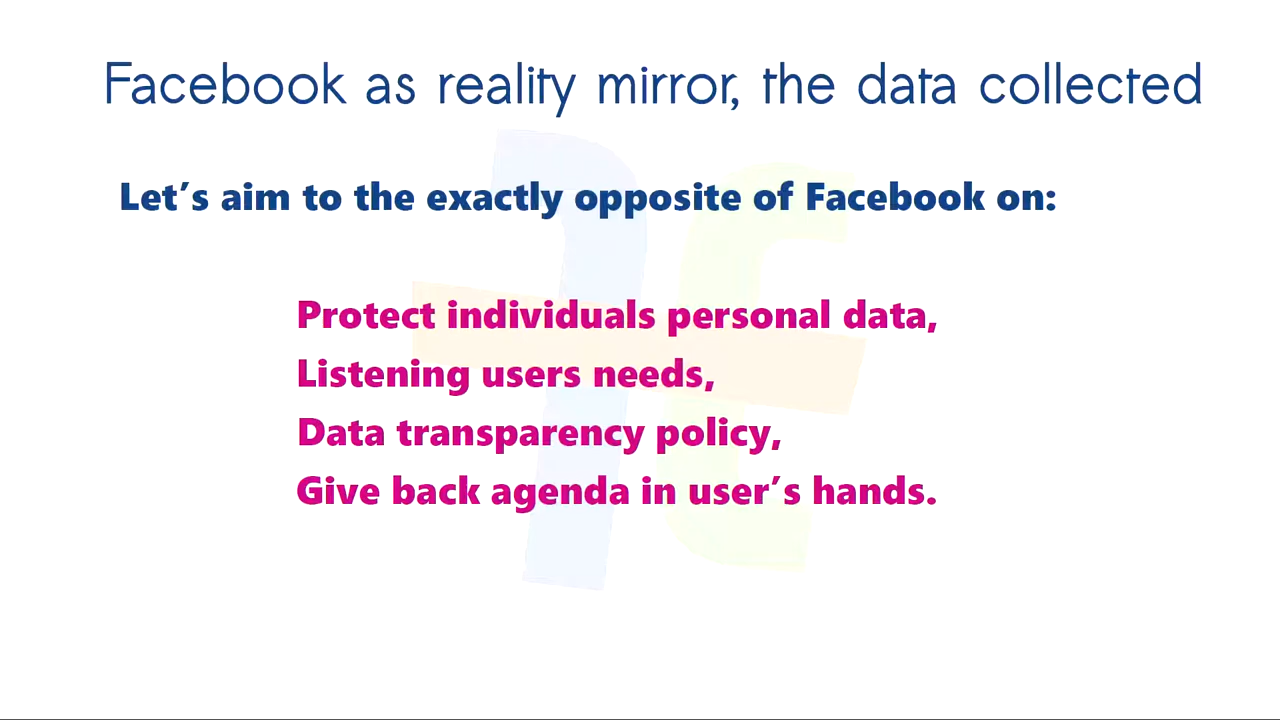 Facebook as reality mirror, the data collected
Let’s aim to the exactly opposite of Facebook on:
Protect individuals personal data,
Listening users needs,
Data transparency policy,
Give back agenda in user’s hands.